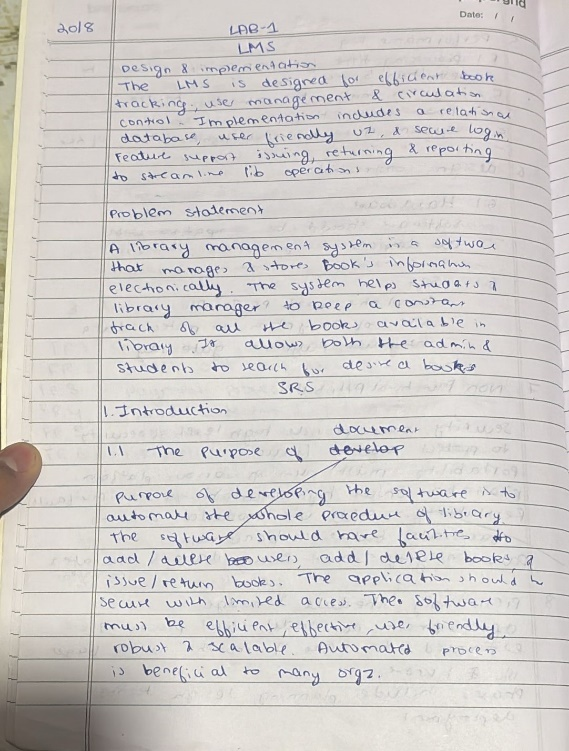 Date: / /
20/8
LAB-1
LMS
Design & implementation
The LMS is designed for efficient book
tracking, user management & circulation
control. Implementation includes a relational
database, user friendly UI, & secure login
Feature support issuing, returning & reporting
to streamline lib operations
Problem statement
A library management system is a softwar
that manages & stores book's information
electronically. The system helps students &
library manager to keep a constant
track of all the books available in
library It allows both the admin &
students to search for desired books
SRS
1. Introduction
document
1.1 The Purpose of develop
purpose of developing the software is to
automate the whole procedure of library
The software should have facilities to
add/delete users, add/delete books, &
issue/return books. The application should b
secure with limited access. The software
must be efficient, effective, user friendly,
robust & scalable. Automated process
is beneficial to many orgz.